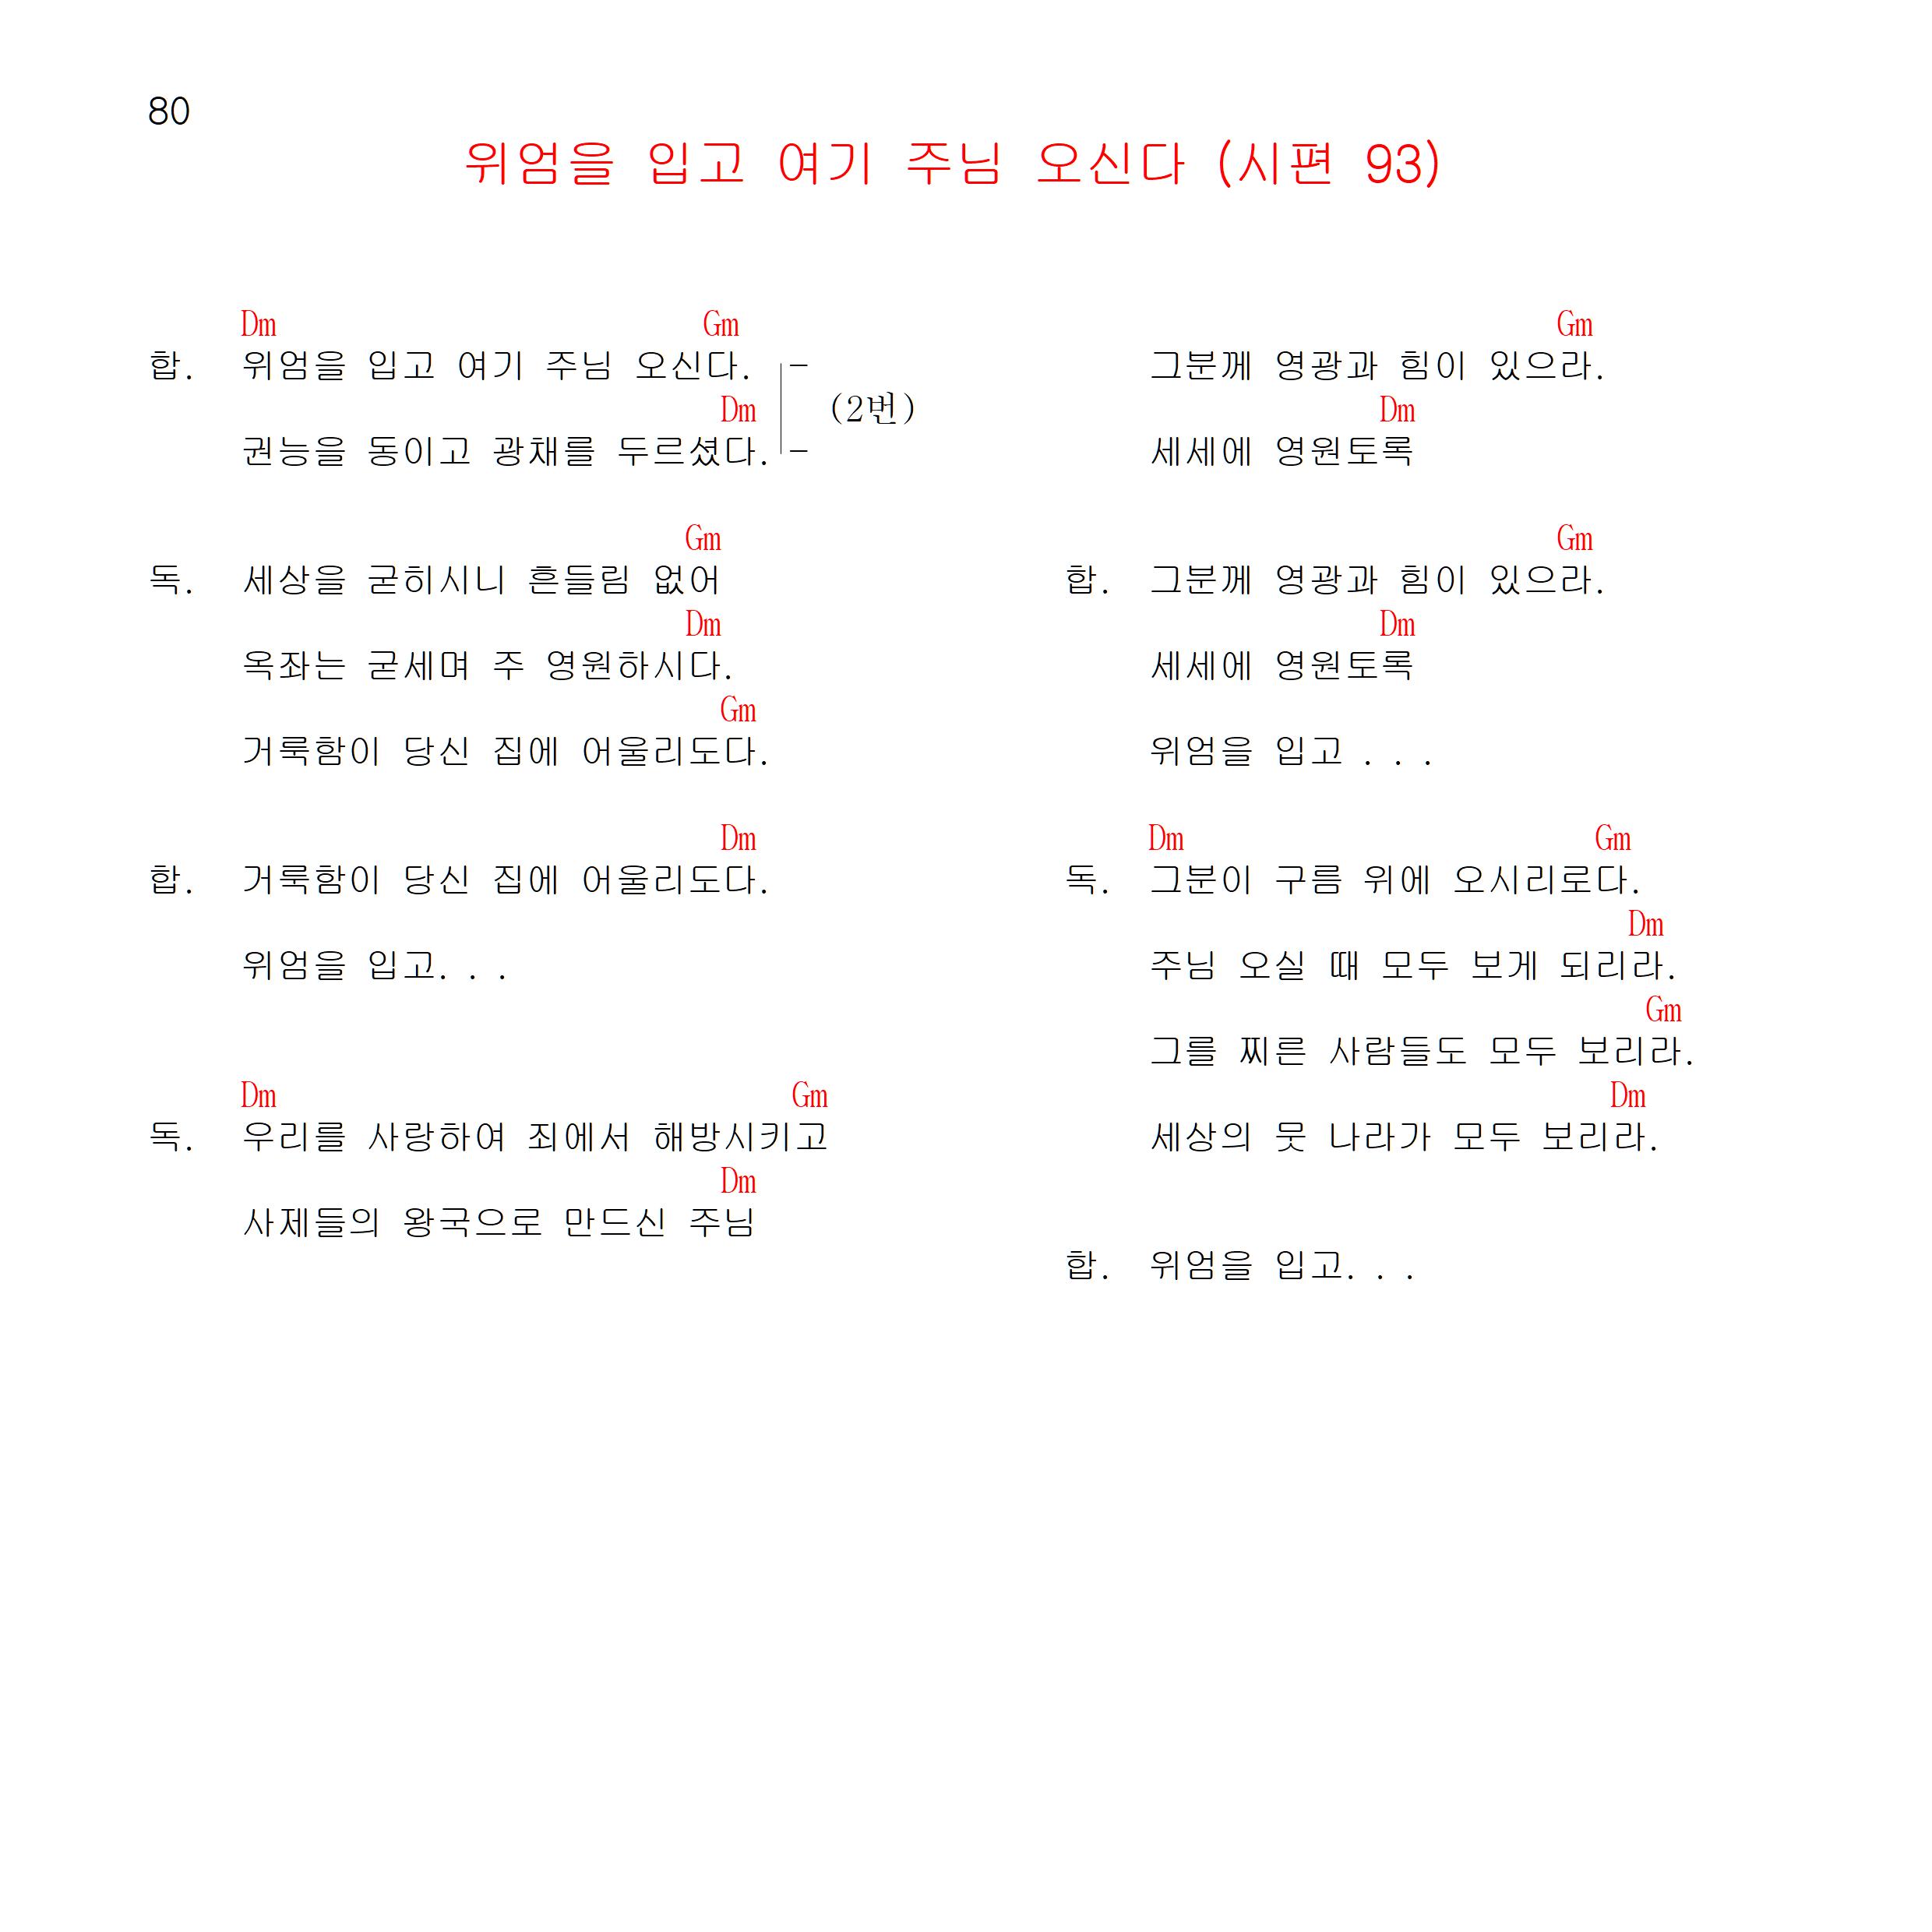 80
위엄을 입고 여기 주님 오신다 (시편 93)
Dm Gm
합. 위엄을 입고 여기 주님 오신다. -
Dm (2번)
권능을 동이고 광채를 두르셨다. -
Gm
독. 세상을 굳히시니 흔들림 없어
Dm
옥좌는 굳세며 주 영원하시다.
Gm
거룩함이 당신 집에 어울리도다.
Dm
합. 거룩함이 당신 집에 어울리도다.
위엄을 입고. . .
Dm Gm
독. 우리를 사랑하여 죄에서 해방시키고
Dm
사제들의 왕국으로 만드신 주님
Gm
그분께 영광과 힘이 있으라.
Dm
세세에 영원토록
Gm
합. 그분께 영광과 힘이 있으라.
Dm
세세에 영원토록
위엄을 입고 . . .
Dm Gm
독. 그분이 구름 위에 오시리로다.
Dm
주님 오실 때 모두 보게 되리라.
Gm
그를 찌른 사람들도 모두 보리라.
Dm
세상의 뭇 나라가 모두 보리라.
합. 위엄을 입고. . .